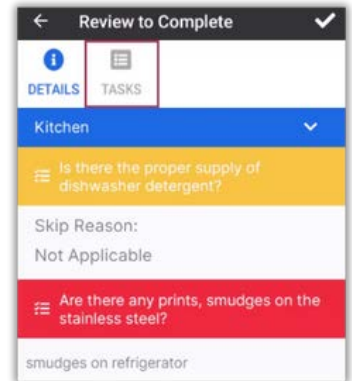 Review to Complete
DETAILS
TASKS
Kitchen
Is there the proper supply of
dishwasher detergent?
Skip Reason:
Not Applicable
Are there any prints, smudges on the
stainless steel?
smudges on refrigerator